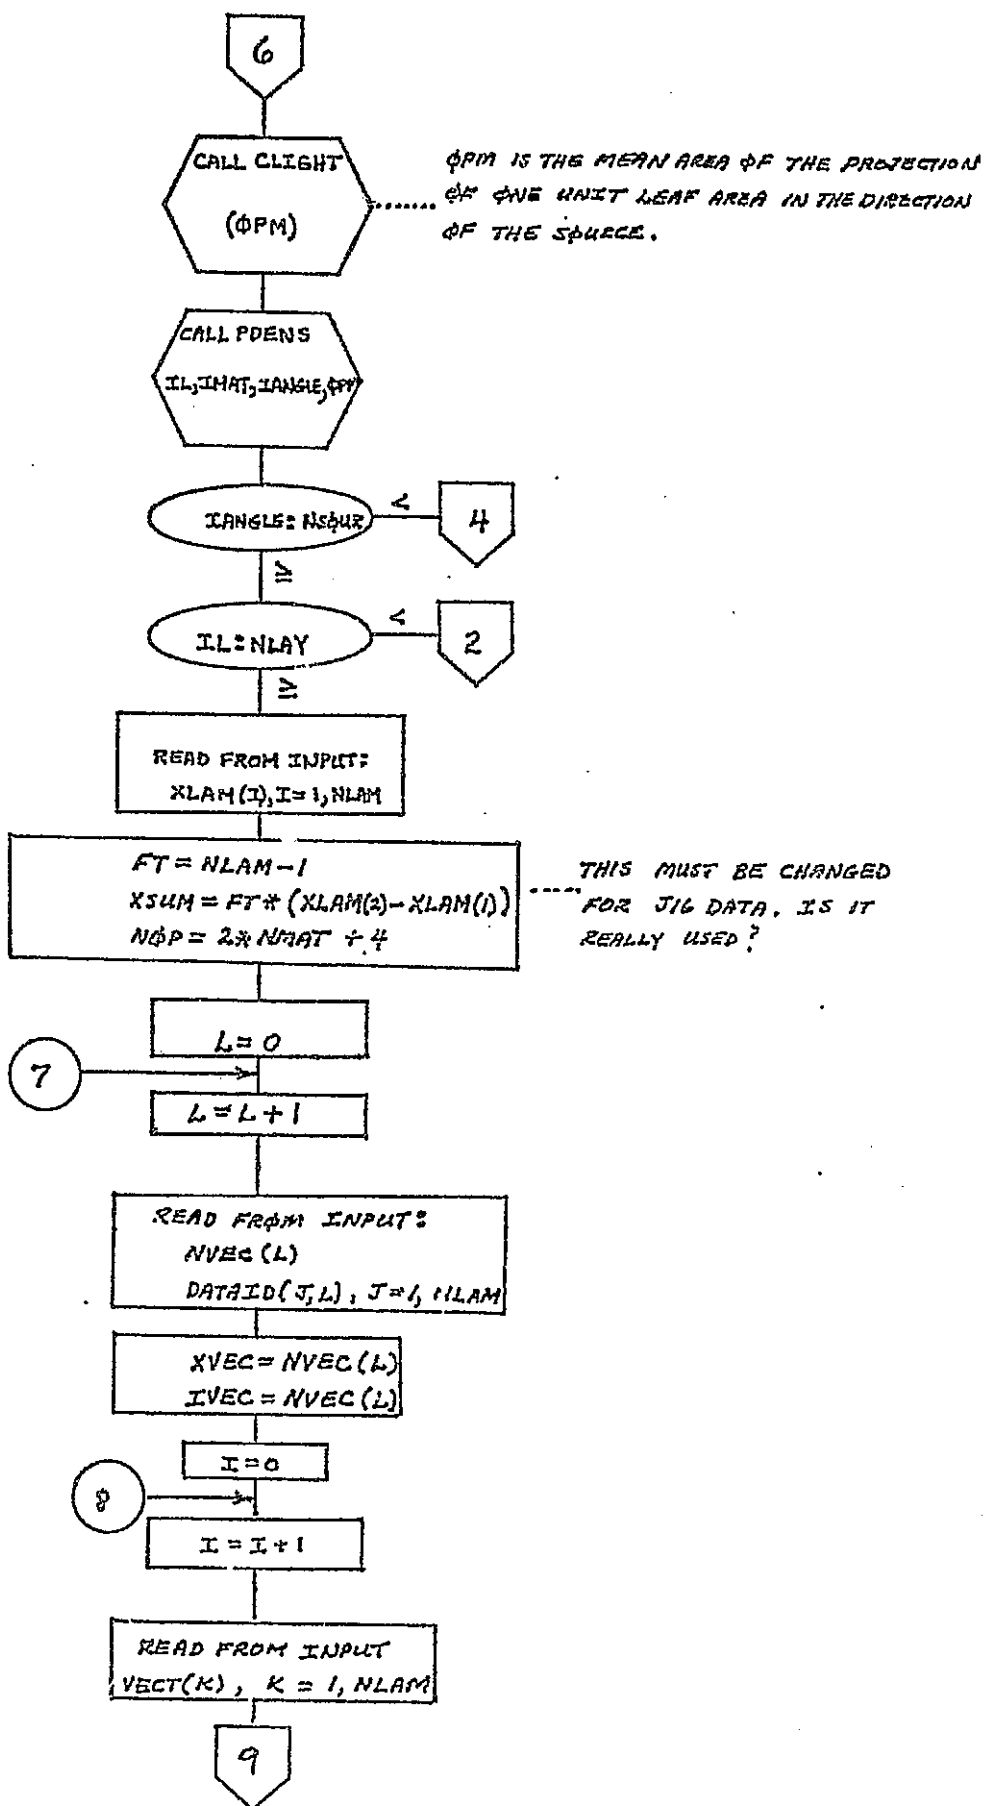 6
CALL CLIGHT
(ΦPM)
ΦPM IS THE MEAN AREA ΦF THE PROJECTION
ΦF ΦNE UNIT LEAF AREA IN THE DIRECTION
ΦF THE SΦURCE.
CALL PDENS
IL, IMAT, IANGLE, ΦPM
IANGLE: NSΦUR
<
4
≥
IL: NLAY
<
2
≥
READ FROM INPUT:
XLAM(I), I=1, NLAM
FT = NLAM-1
XSUM = FT * (XLAM(2)-XLAM(1))
NΦP = 2* NMAT + 4
THIS MUST BE CHANGED
FOR J16 DATA. IS IT
REALLY USED?
L = 0
7
L = L + 1
READ FRΦM INPUT:
NVEC (L)
DATAID(J,L), J=1, NLAM
XVEC = NVEC(L)
IVEC = NVEC(L)
I = 0
8
I = I + 1
READ FROM INPUT
VECT(K), K = 1, NLAM
9